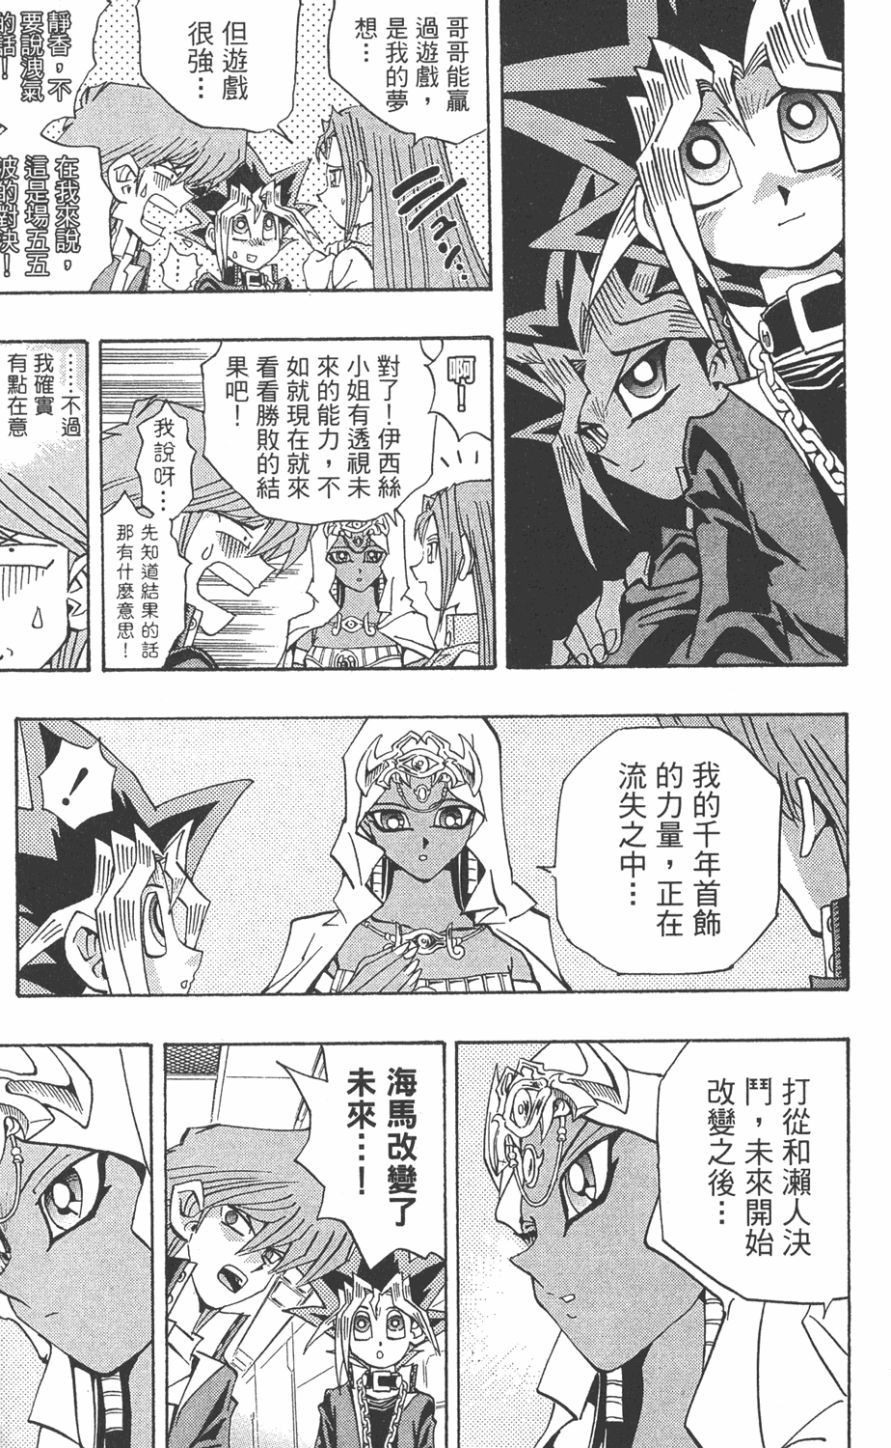 哥哥能贏
過遊戲，
是我的夢
想…
但遊戲
很強…
靜香，不
要說洩氣
的話！
在我來說，
這是場五五
波的對決！
啊！
對了！伊西絲
小姐有透視未
來的能力，不
如就現在就來
看看勝敗的結
果吧！
我說呀…
先知道結果的話
那有什麼意思！
……不過
我確實
有點在意
我的千年首飾
的力量，正在
流失之中…
！
打從和瀨人決
鬥，未來開始
改變之後…
海馬改變了
未來…！